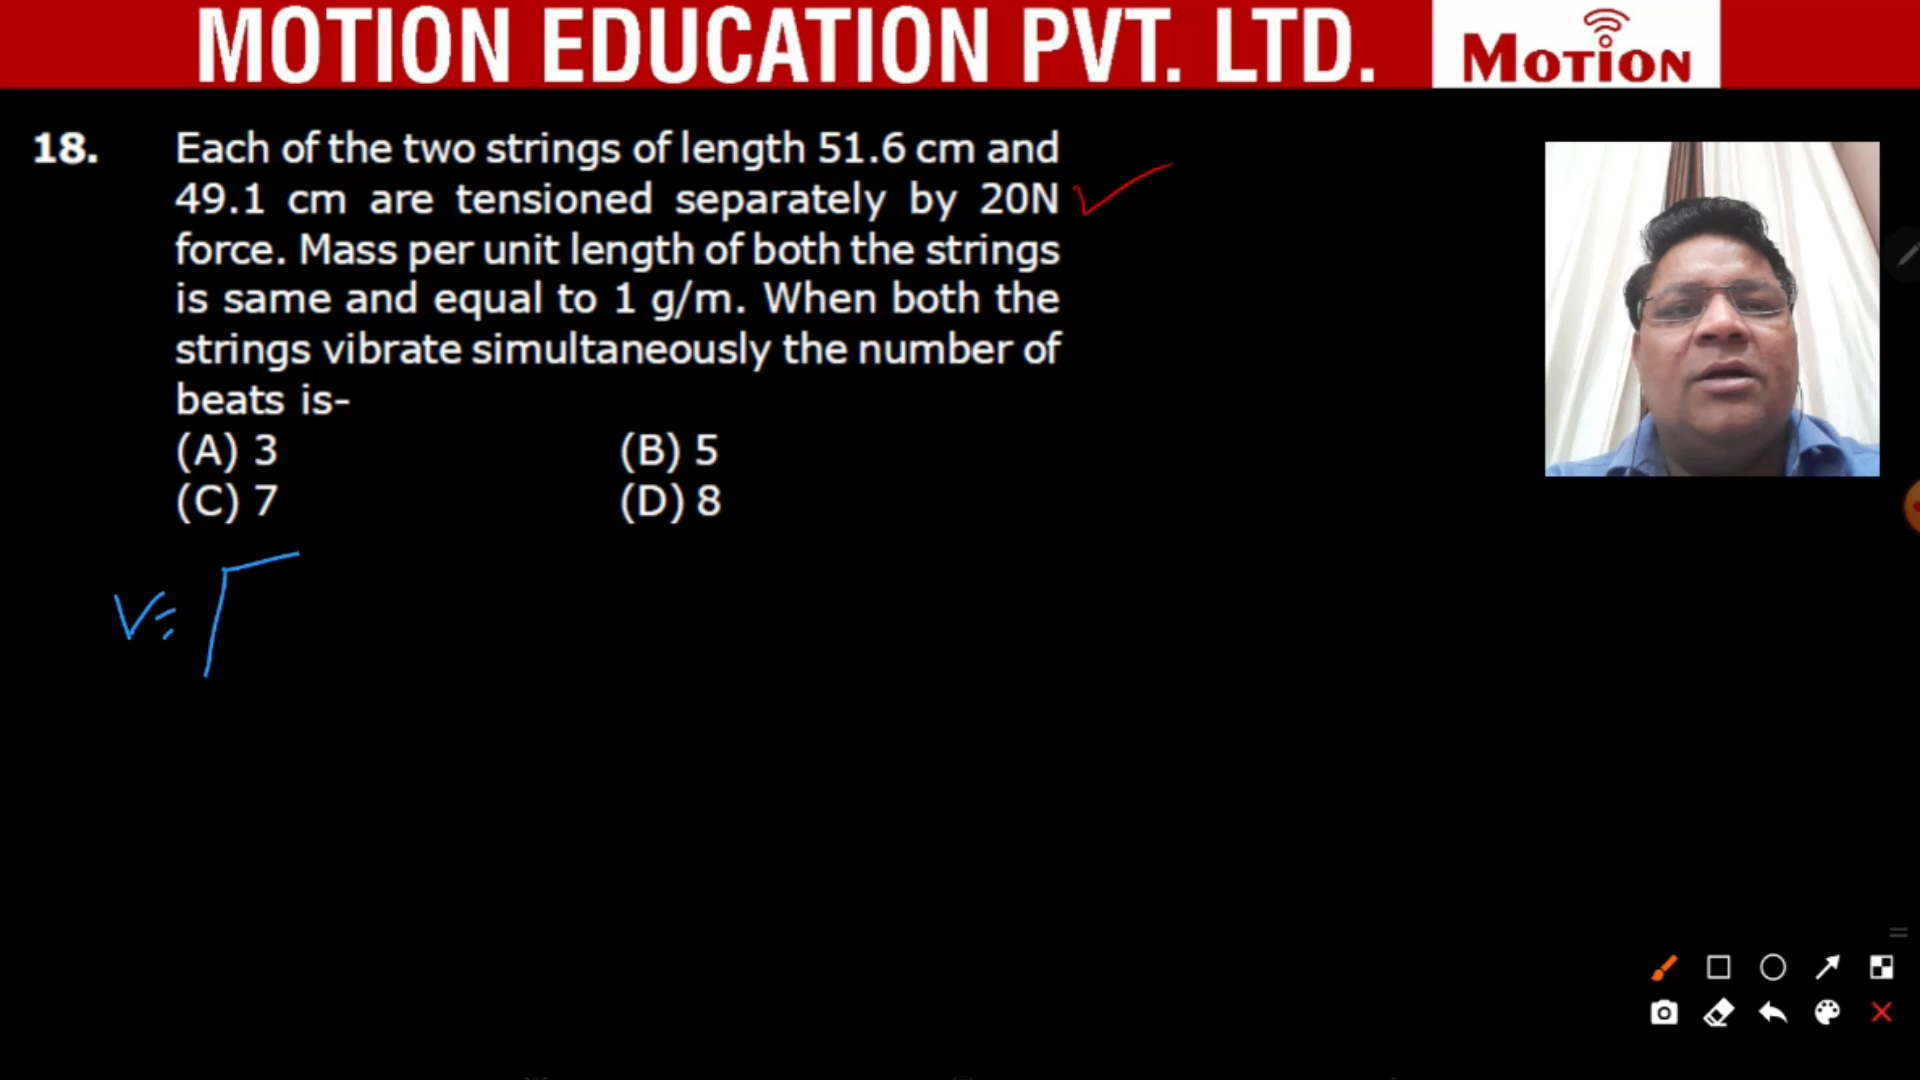 MOTION EDUCATION PVT. LTD.
MOTION
18. Each of the two strings of length 51.6 cm and
49.1 cm are tensioned separately by 20N
force. Mass per unit length of both the strings
is same and equal to 1 g/m. When both the
strings vibrate simultaneously the number of
beats is-
(A) 3 (B) 5
(C) 7 (D) 8
V= √